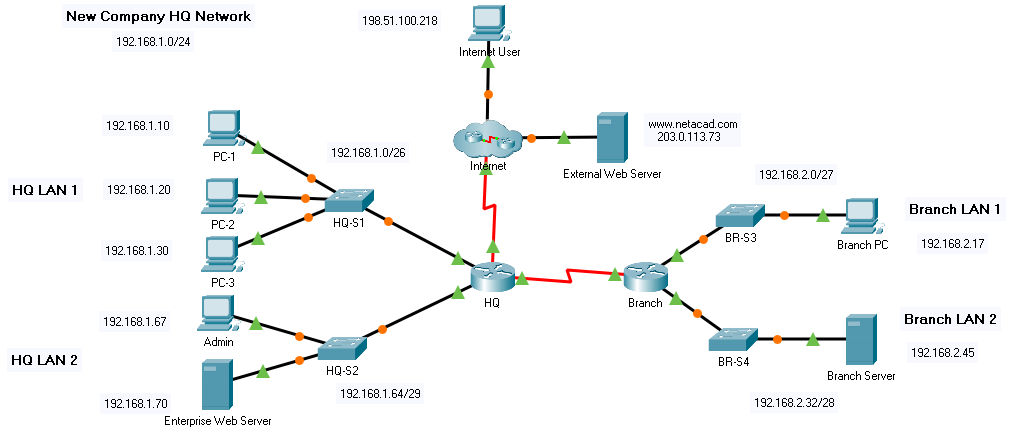 New Company HQ Network
192.168.1.0/24
198.51.100.218
Internet User
192.168.1.10
PC-1
192.168.1.0/26
Internet
www.netacad.com
203.0.113.73
External Web Server
HQ LAN 1
192.168.1.20
PC-2
HQ-S1
192.168.1.30
PC-3
192.168.2.0/27
BR-S3
Branch PC
Branch LAN 1
192.168.2.17
HQ
Branch
192.168.1.67
Admin
HQ LAN 2
HQ-S2
192.168.1.64/29
192.168.1.70
Enterprise Web Server
BR-S4
Branch Server
Branch LAN 2
192.168.2.45
192.168.2.32/28